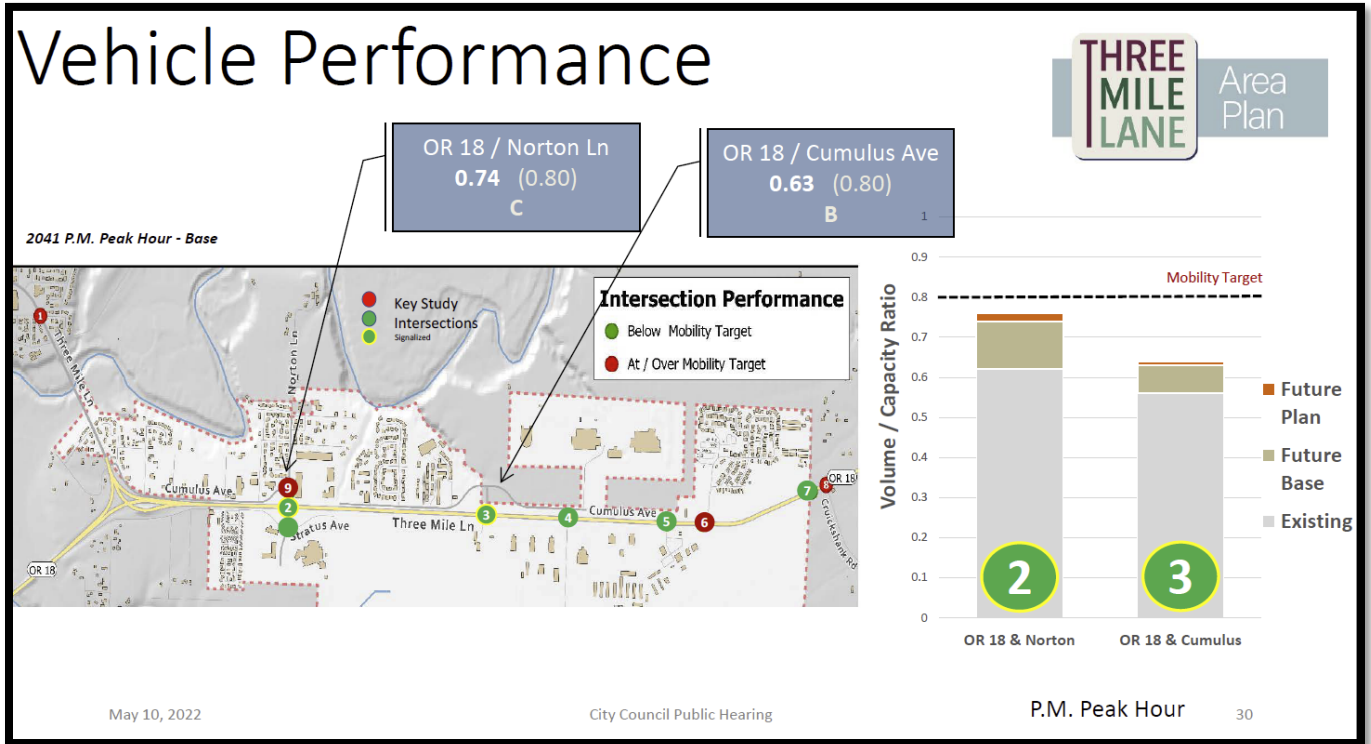 Vehicle Performance
THREE
MILE
LANE
Area
Plan
OR 18 / Norton Ln
0.74 (0.80)
C
OR 18 / Cumulus Ave
0.63 (0.80)
B
2041 P.M. Peak Hour - Base
Key Study
Intersections
Signalized
Intersection Performance
Below Mobility Target
At / Over Mobility Target
1
Three Mile Ln
Norton Ln
3
Cumulus Ave
9
2
Stratus Ave
Three Mile Ln
3
4
Cumulus Ave
5
6
7
8
OR 18
Cruickshank Rd
OR 18
Volume / Capacity Ratio
1
0.9
0.8
0.7
0.6
0.5
0.4
0.3
0.2
0.1
0
Mobility Target
2
3
OR 18 & Norton
OR 18 & Cumulus
Future
Plan
Future
Base
Existing
May 10, 2022
City Council Public Hearing
P.M. Peak Hour
30